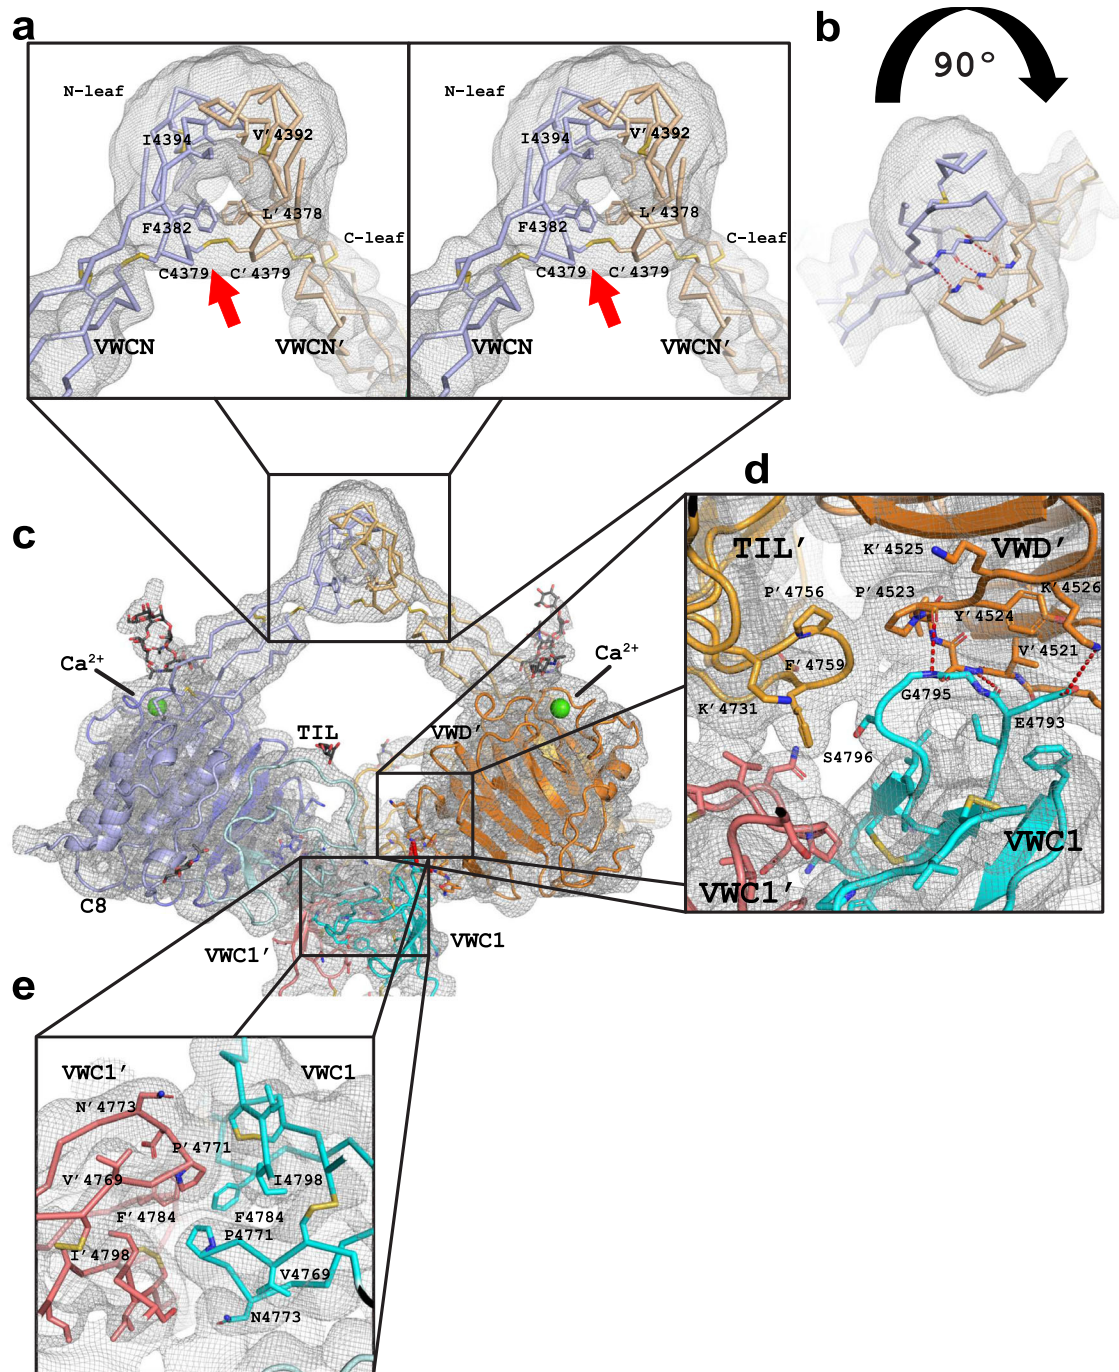 a
N-leaf
I4394
V'4392
F4382
L'4378
C-leaf
C4379
C'4379
VWCN
VWCN'
N-leaf
I4394
V'4392
F4382
L'4378
C-leaf
C4379
C'4379
VWCN
VWCN'
b
90°
c
Ca2+
Ca2+
TIL
VWD'
C8
VWC1'
VWC1
d
TIL'
VWD'
K'4525
K'4526
P'4756
P'4523
Y'4524
V'4521
F'4759
G4795
K'4731
E4793
S4796
VWC1
VWC1'
e
VWC1'
VWC1
N'4773
P'4771
V'4769
I4798
F'4784
F4784
P4771
I'4798
V4769
N4773